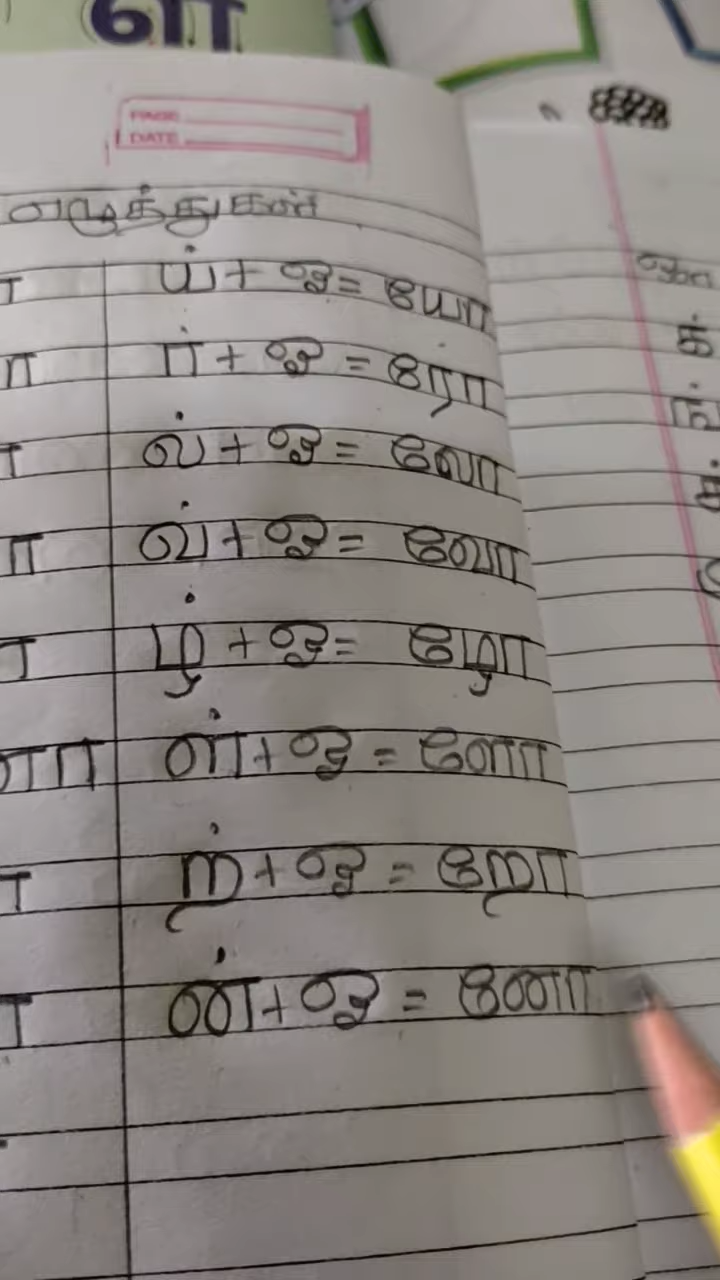 எழுத்துகள்
PAGE
DATE
ய் + ஓ = யோ
ர் + ஓ = ரோ
ல் + ஓ = லோ
வ் + ஓ = வோ
ழ் + ஓ = ழோ
ள் + ஓ = ளோ
ற் + ஓ = றோ
ன் + ஓ = னோ
க்
ங்